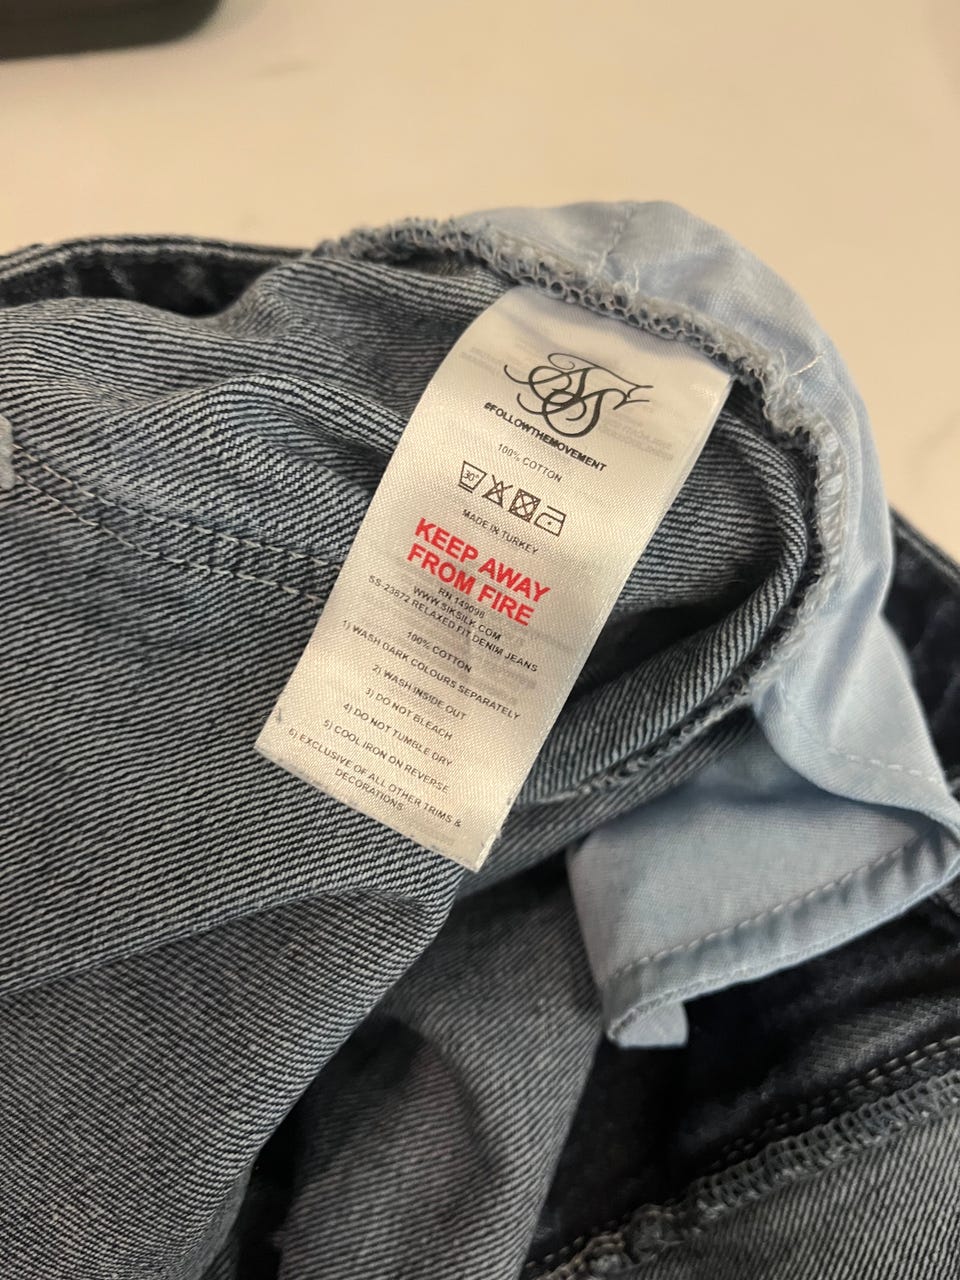 #FOLLOWTHEMOVEMENT
100% COTTON
30°
MADE IN TURKEY
KEEP AWAY
FROM FIRE
RN 149098
WWW.SIKSILK.COM
SS-23872 RELAXED FIT DENIM JEANS
100% COTTON
1) WASH DARK COLOURS SEPARATELY
2) WASH INSIDE OUT
3) DO NOT BLEACH
4) DO NOT TUMBLE DRY
5) COOL IRON ON REVERSE
6) EXCLUSIVE OF ALL OTHER TRIMS &
DECORATIONS